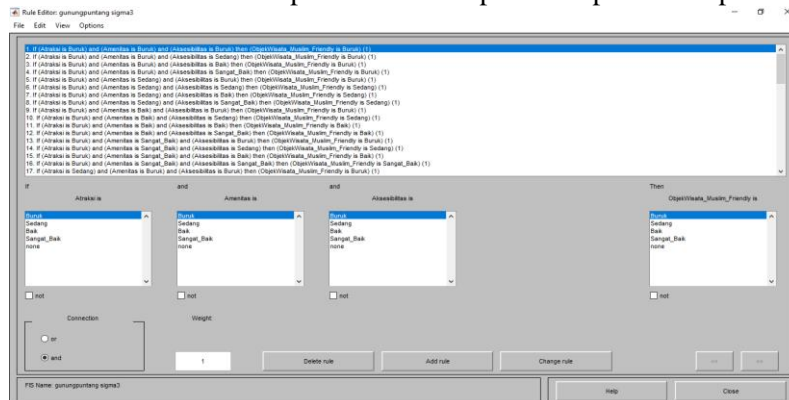 Rule Editor: gunungpuntang sigma3
File Edit View Options
1. If (Atraksi is Buruk) and (Amenitas is Buruk) and (Aksesibilitas is Buruk) then (ObjekWisata_Muslim_Friendly is Buruk) (1)
2. If (Atraksi is Buruk) and (Amenitas is Buruk) and (Aksesibilitas is Sedang) then (ObjekWisata_Muslim_Friendly is Buruk) (1)
3. If (Atraksi is Buruk) and (Amenitas is Buruk) and (Aksesibilitas is Baik) then (ObjekWisata_Muslim_Friendly is Buruk) (1)
4. If (Atraksi is Buruk) and (Amenitas is Buruk) and (Aksesibilitas is Sangat_Baik) then (ObjekWisata_Muslim_Friendly is Buruk) (1)
5. If (Atraksi is Buruk) and (Amenitas is Sedang) and (Aksesibilitas is Buruk) then (ObjekWisata_Muslim_Friendly is Buruk) (1)
6. If (Atraksi is Buruk) and (Amenitas is Sedang) and (Aksesibilitas is Sedang) then (ObjekWisata_Muslim_Friendly is Sedang) (1)
7. If (Atraksi is Buruk) and (Amenitas is Sedang) and (Aksesibilitas is Baik) then (ObjekWisata_Muslim_Friendly is Sedang) (1)
8. If (Atraksi is Buruk) and (Amenitas is Sedang) and (Aksesibilitas is Sangat_Baik) then (ObjekWisata_Muslim_Friendly is Sedang) (1)
9. If (Atraksi is Buruk) and (Amenitas is Baik) and (Aksesibilitas is Buruk) then (ObjekWisata_Muslim_Friendly is Buruk) (1)
10. If (Atraksi is Buruk) and (Amenitas is Baik) and (Aksesibilitas is Sedang) then (ObjekWisata_Muslim_Friendly is Sedang) (1)
11. If (Atraksi is Buruk) and (Amenitas is Baik) and (Aksesibilitas is Baik) then (ObjekWisata_Muslim_Friendly is Baik) (1)
12. If (Atraksi is Buruk) and (Amenitas is Baik) and (Aksesibilitas is Sangat_Baik) then (ObjekWisata_Muslim_Friendly is Baik) (1)
13. If (Atraksi is Buruk) and (Amenitas is Sangat_Baik) and (Aksesibilitas is Buruk) then (ObjekWisata_Muslim_Friendly is Buruk) (1)
14. If (Atraksi is Buruk) and (Amenitas is Sangat_Baik) and (Aksesibilitas is Sedang) then (ObjekWisata_Muslim_Friendly is Sedang) (1)
15. If (Atraksi is Buruk) and (Amenitas is Sangat_Baik) and (Aksesibilitas is Baik) then (ObjekWisata_Muslim_Friendly is Baik) (1)
16. If (Atraksi is Buruk) and (Amenitas is Sangat_Baik) and (Aksesibilitas is Sangat_Baik) then (ObjekWisata_Muslim_Friendly is Sangat_Baik) (1)
17. If (Atraksi is Sedang) and (Amenitas is Buruk) and (Aksesibilitas is Buruk) then (ObjekWisata_Muslim_Friendly is Buruk) (1)
If and and Then
Atraksi is Amenitas is Aksesibilitas is ObjekWisata_Muslim_Friendly is
Buruk Buruk Buruk Buruk
Sedang Sedang Sedang Sedang
Baik Baik Baik Baik
Sangat_Baik Sangat_Baik Sangat_Baik Sangat_Baik
none none none none
not not not not
Connection Weight:
or
and 1 Delete rule Add rule Change rule << >>
FIS Name: gunungpuntang sigma3 Help Close